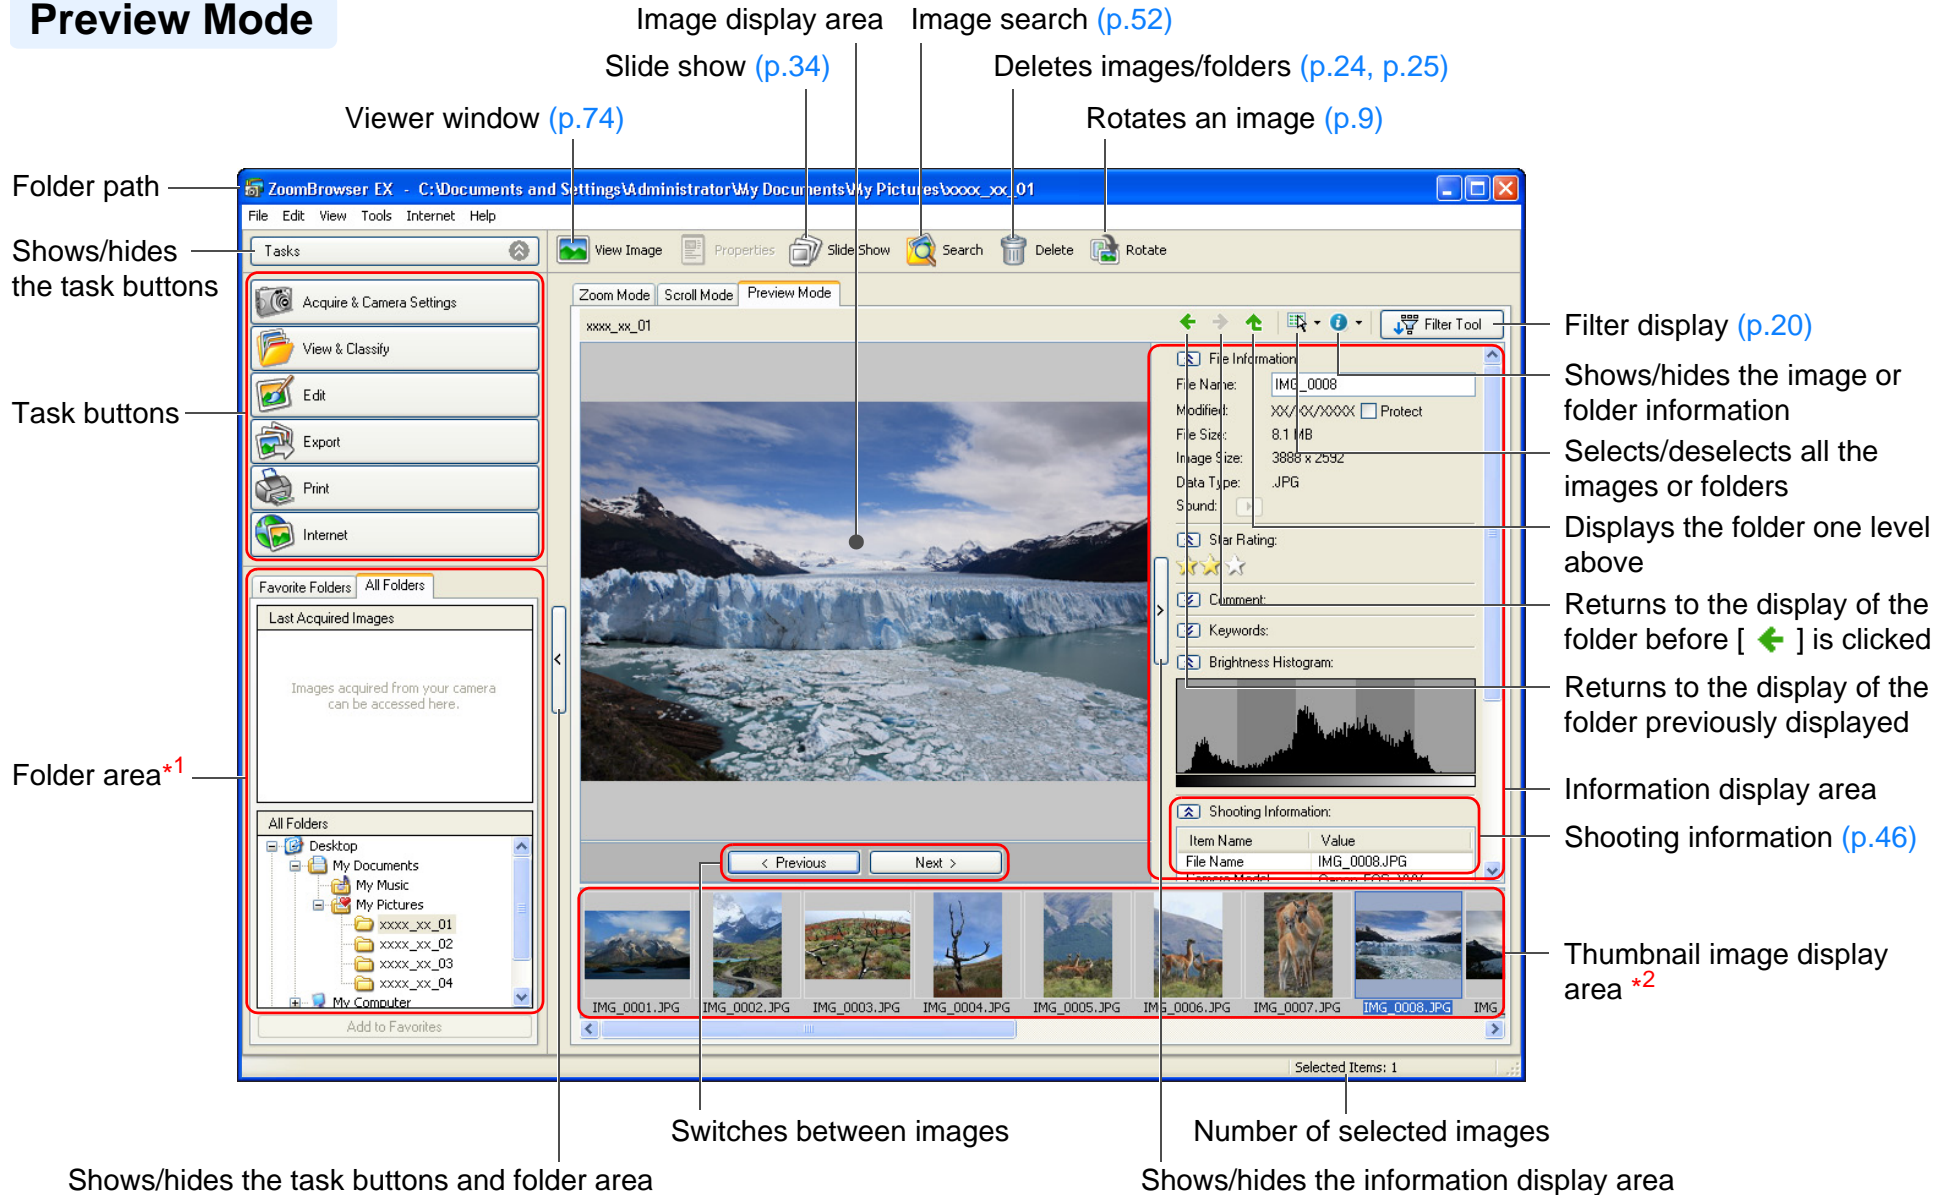 Preview Mode
Image display area
Image search (p.52)
Slide show (p.34)
Deletes images/folders (p.24, p.25)
Viewer window (p.74)
Rotates an image (p.9)
Folder path
ZoomBrowser EX - C:\Documents and Settings\Administrator\My Documents\My Pictures\xxxx_xx_01
File Edit View Tools Internet Help
Shows/hides
the task buttons
Tasks
View Image Properties Slide Show Search Delete Rotate
Acquire & Camera Settings
View & Classify
Edit
Export
Print
Internet
Task buttons
Zoom Mode Scroll Mode Preview Mode
xxxx_xx_01
Filter Tool
File Information
File Name: IMG_0008
Modified: XX/XX/XXXX Protect
File Size: 8.1 MB
Image Size: 3888 x 2592
Data Type: .JPG
Sound:
Star Rating:
Comment:
Keywords:
Brightness Histogram:
Shooting Information:
Item Name Value
File Name IMG_0008.JPG
Camera Model Canon EOS XXX
Filter display (p.20)
Shows/hides the image or
folder information
Selects/deselects all the
images or folders
Displays the folder one level
above
Returns to the display of the
folder before [ ] is clicked
Returns to the display of the
folder previously displayed
Information display area
Shooting information (p.46)
Favorite Folders All Folders
Last Acquired Images
Images acquired from your camera
can be accessed here.
Folder area*1
All Folders
Desktop
My Documents
My Music
My Pictures
xxxx_xx_01
xxxx_xx_02
xxxx_xx_03
xxxx_xx_04
My Computer
Add to Favorites
< Previous Next >
IMG_0001.JPG IMG_0002.JPG IMG_0003.JPG IMG_0004.JPG IMG_0005.JPG IMG_0006.JPG IMG_0007.JPG IMG_0008.JPG IMG_
Thumbnail image display
area *2
Selected Items: 1
Switches between images
Number of selected images
Shows/hides the task buttons and folder area
Shows/hides the information display area